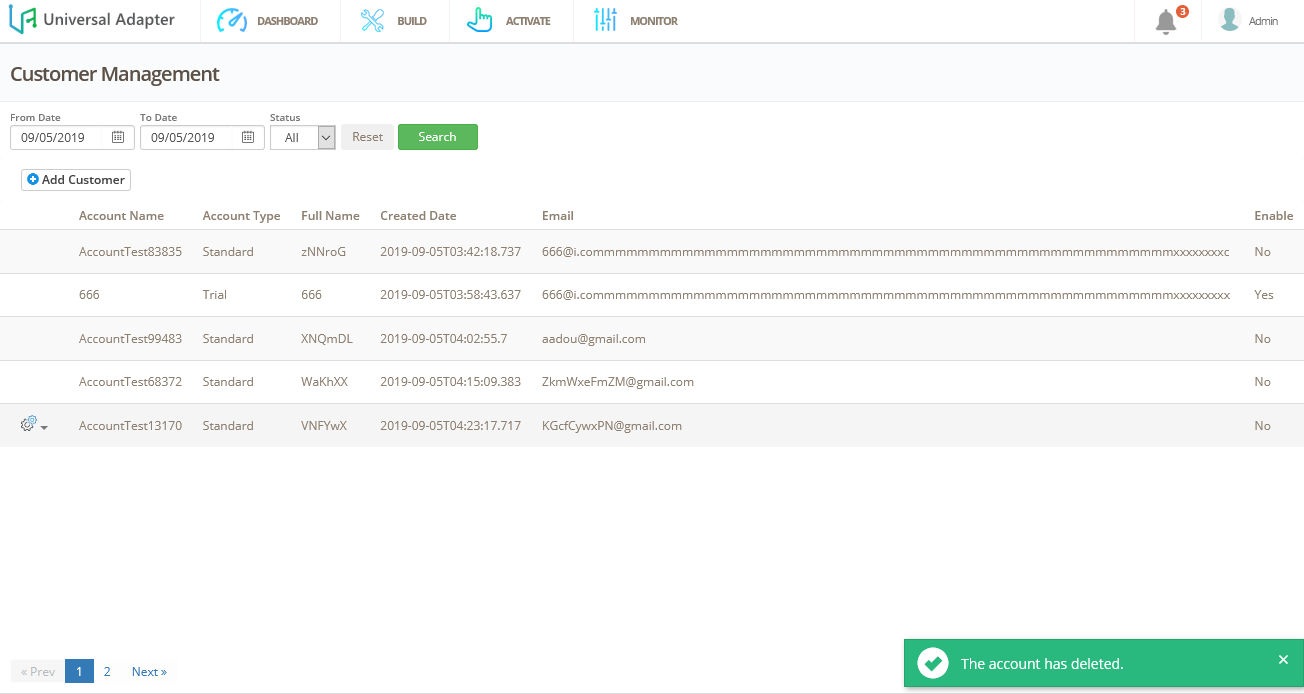 Universal Adapter DASHBOARD BUILD ACTIVATE MONITOR 3 Admin
Customer Management
From Date To Date Status
09/05/2019 09/05/2019 All Reset Search
Add Customer
Account Name Account Type Full Name Created Date Email Enable
AccountTest83835 Standard zNNroG 2019-09-05T03:42:18.737 No
666 Trial 666 2019-09-05T03:58:43.637 Yes
AccountTest99483 Standard XNQmDL 2019-09-05T04:02:55.7 aadou@gmail.com No
AccountTest68372 Standard WaKhXX 2019-09-05T04:15:09.383 ZkmWxeFmZM@gmail.com No
AccountTest13170 Standard VNFYwX 2019-09-05T04:23:17.717 KGcfCywxPN@gmail.com No
« Prev 1 2 Next »
The account has deleted.